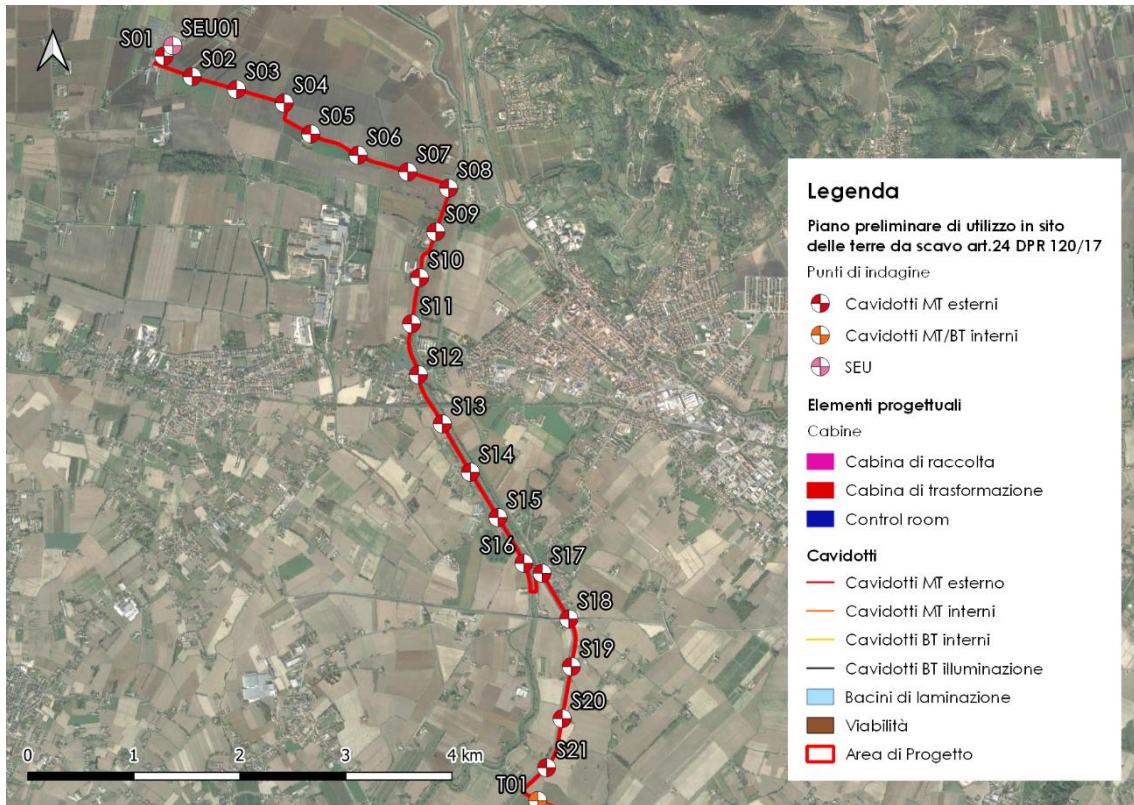 SEU01
S01
S02
S03
S04
S05
S06
S07
S08
S09
S10
S11
S12
S13
S14
S15
S16
S17
S18
S19
S20
S21
T01
0 1 2 3 4 km
Legenda
Piano preliminare di utilizzo in sito
delle terre da scavo art.24 DPR 120/17
Punti di indagine
Cavidotti MT esterni
Cavidotti MT/BT interni
SEU
Elementi progettuali
Cabine
Cabina di raccolta
Cabina di trasformazione
Control room
Cavidotti
Cavidotti MT esterno
Cavidotti MT interni
Cavidotti BT interni
Cavidotti BT illuminazione
Bacini di laminazione
Viabilità
Area di Progetto